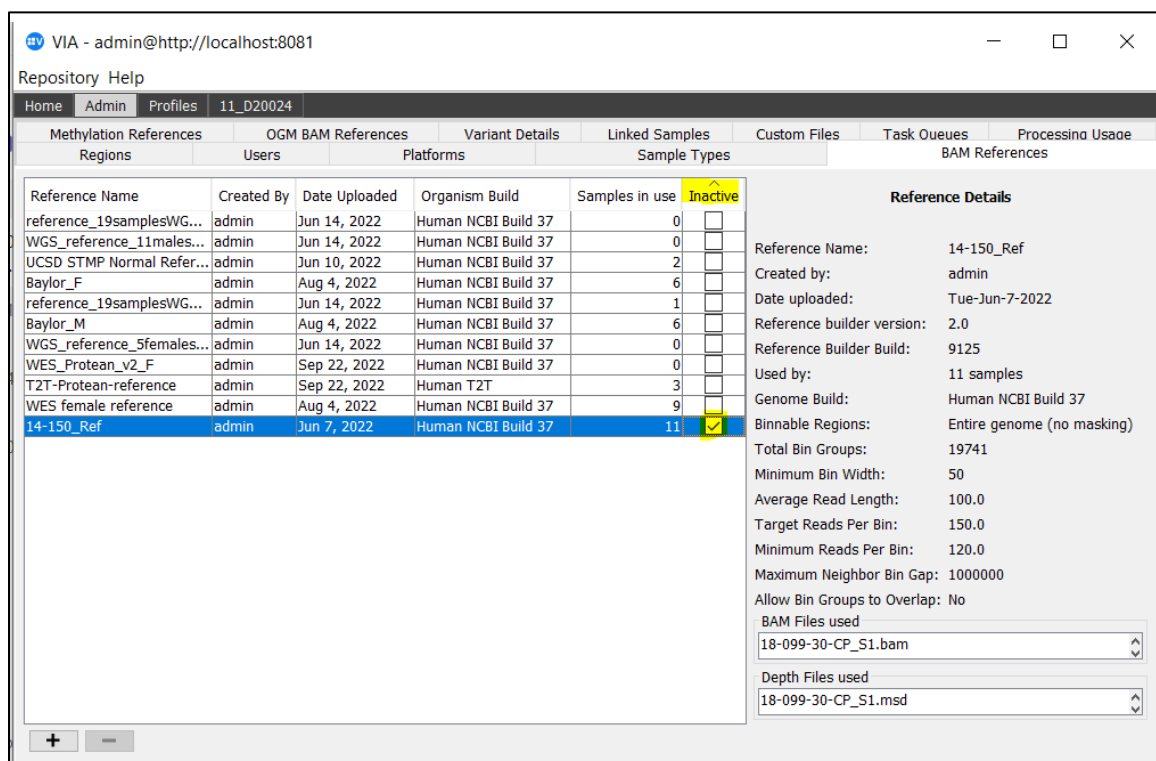 VIA - admin@http://localhost:8081
Repository Help
Home Admin Profiles 11_D20024
Methylation References OGM BAM References Variant Details Linked Samples Custom Files Task Queues Processing Usage
Regions Users Platforms Sample Types BAM References
Reference Name Created By Date Uploaded Organism Build Samples in use Inactive
reference_19samplesWG... admin Jun 14, 2022 Human NCBI Build 37 0
WGS_reference_11males... admin Jun 14, 2022 Human NCBI Build 37 0
UCSD STMP Normal Refer... admin Jun 10, 2022 Human NCBI Build 37 2
Baylor_F admin Aug 4, 2022 Human NCBI Build 37 6
reference_19samplesWG... admin Jun 14, 2022 Human NCBI Build 37 1
Baylor_M admin Aug 4, 2022 Human NCBI Build 37 6
WGS_reference_5females... admin Jun 14, 2022 Human NCBI Build 37 0
WES_Protean_v2_F admin Sep 22, 2022 Human NCBI Build 37 0
T2T-Protean-reference admin Sep 22, 2022 Human T2T 3
WES female reference admin Aug 4, 2022 Human NCBI Build 37 9
14-150_Ref admin Jun 7, 2022 Human NCBI Build 37 11
Reference Details
Reference Name: 14-150_Ref
Created by: admin
Date uploaded: Tue-Jun-7-2022
Reference builder version: 2.0
Reference Builder Build: 9125
Used by: 11 samples
Genome Build: Human NCBI Build 37
Binnable Regions: Entire genome (no masking)
Total Bin Groups: 19741
Minimum Bin Width: 50
Average Read Length: 100.0
Target Reads Per Bin: 150.0
Minimum Reads Per Bin: 120.0
Maximum Neighbor Bin Gap: 1000000
Allow Bin Groups to Overlap: No
BAM Files used
18-099-30-CP_S1.bam
Depth Files used
18-099-30-CP_S1.msd